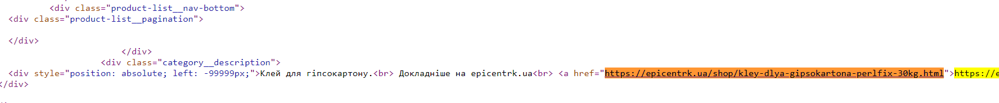 <div class="product-list__nav-bottom">
<div class="product-list__pagination">
</div>
</div>
<div class="category__description">
<div style="position: absolute; left: -99999px;">Клей для гіпсокартону.<br> Докладніше на epicentrk.ua<br> <a href="https://epicentrk.ua/shop/kley-dlya-gipsokartona-perlfix-30kg.html">https://e
</div>